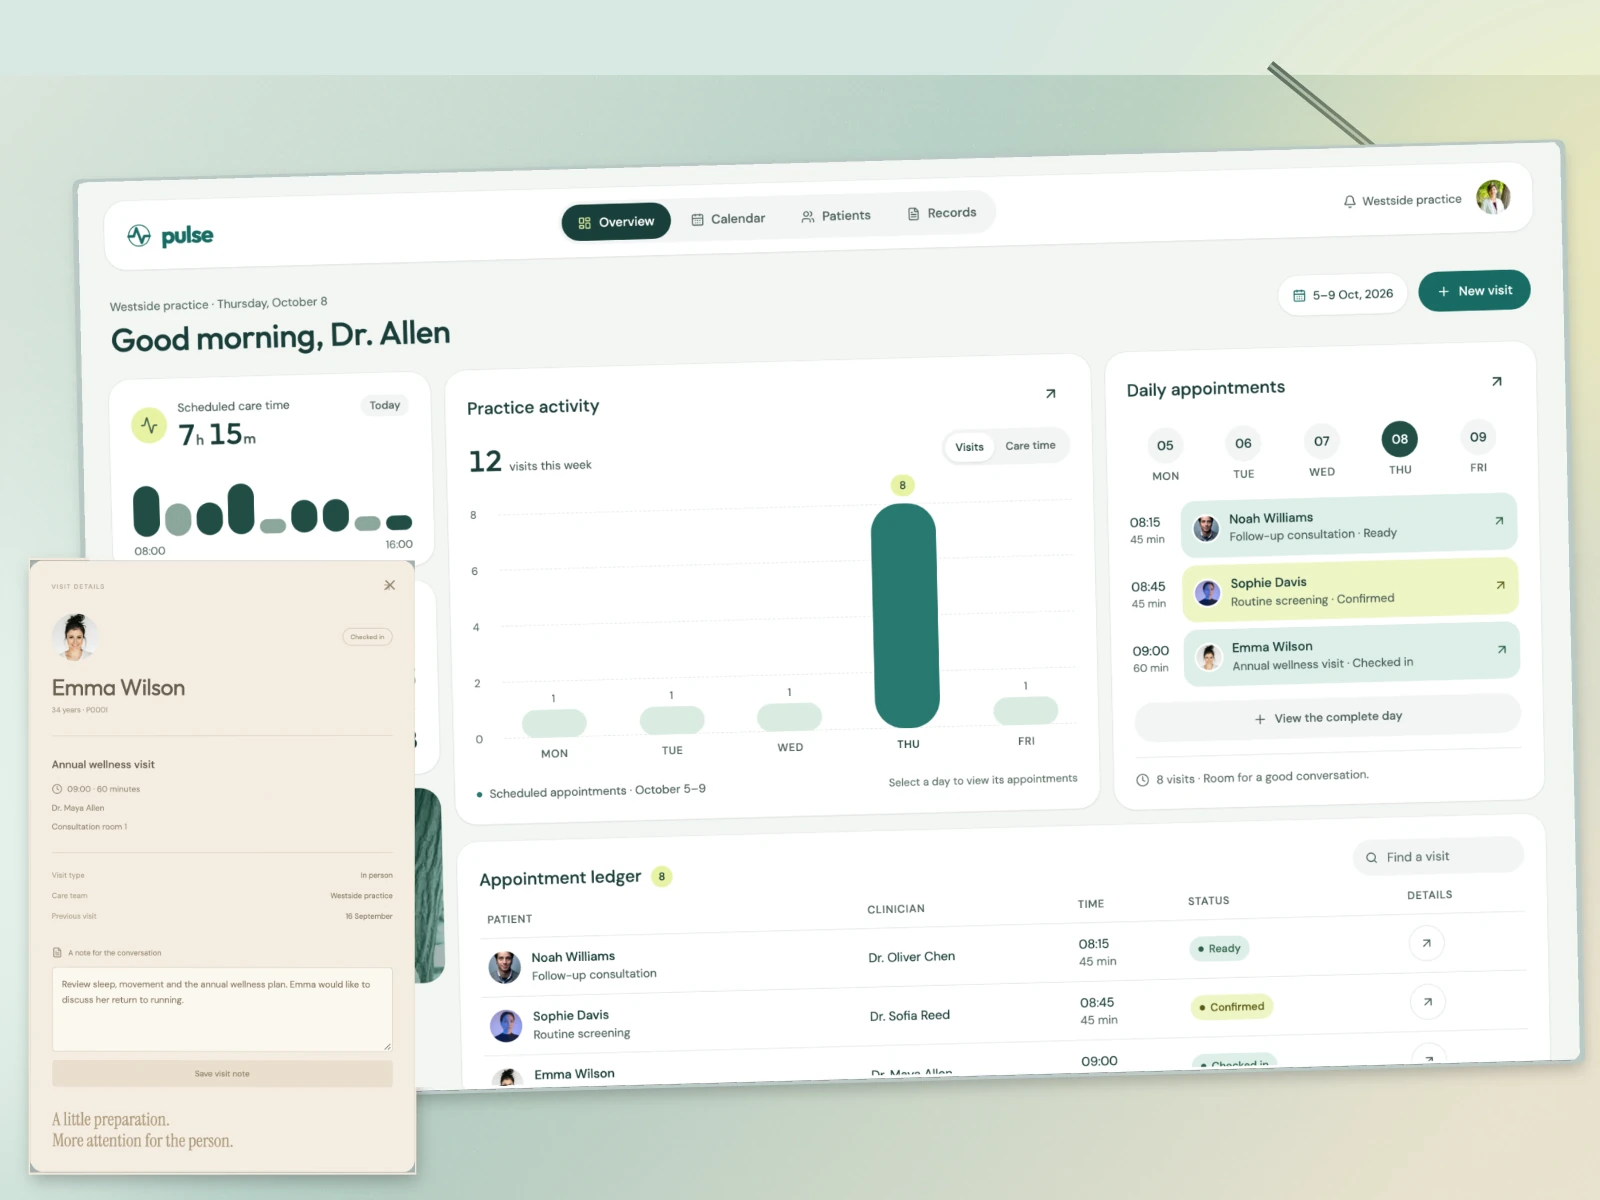 pulse
Overview
Calendar
Patients
Records
Westside practice
Westside practice · Thursday, October 8
Good morning, Dr. Allen
5–9 Oct, 2026
+ New visit
Scheduled care time
7h 15m
Today
08:00
16:00
Practice activity
12 visits this week
Visits
Care time
8
6
4
2
0
1
1
1
8
1
MON
TUE
WED
THU
FRI
Scheduled appointments · October 5–9
Select a day to view its appointments
Daily appointments
05
06
07
08
09
MON
TUE
WED
THU
FRI
08:15
45 min
Noah Williams
Follow-up consultation · Ready
08:45
45 min
Sophie Davis
Routine screening · Confirmed
09:00
60 min
Emma Wilson
Annual wellness visit · Checked in
+ View the complete day
8 visits · Room for a good conversation.
Appointment ledger 8
Find a visit
PATIENT
CLINICIAN
TIME
STATUS
DETAILS
Noah Williams
Follow-up consultation
Dr. Oliver Chen
08:15
45 min
Ready
Sophie Davis
Routine screening
Dr. Sofia Reed
08:45
45 min
Confirmed
Emma Wilson
Dr. Maya Allen
09:00
Checked in
VISIT DETAILS
Checked in
Emma Wilson
34 years · P0001
Annual wellness visit
09:00 · 60 minutes
Dr. Maya Allen
Consultation room 1
Visit type
In person
Care team
Westside practice
Previous visit
16 September
A note for the conversation
Review sleep, movement and the annual wellness plan. Emma would like to
discuss her return to running.
Save visit note
A little preparation.
More attention for the person.